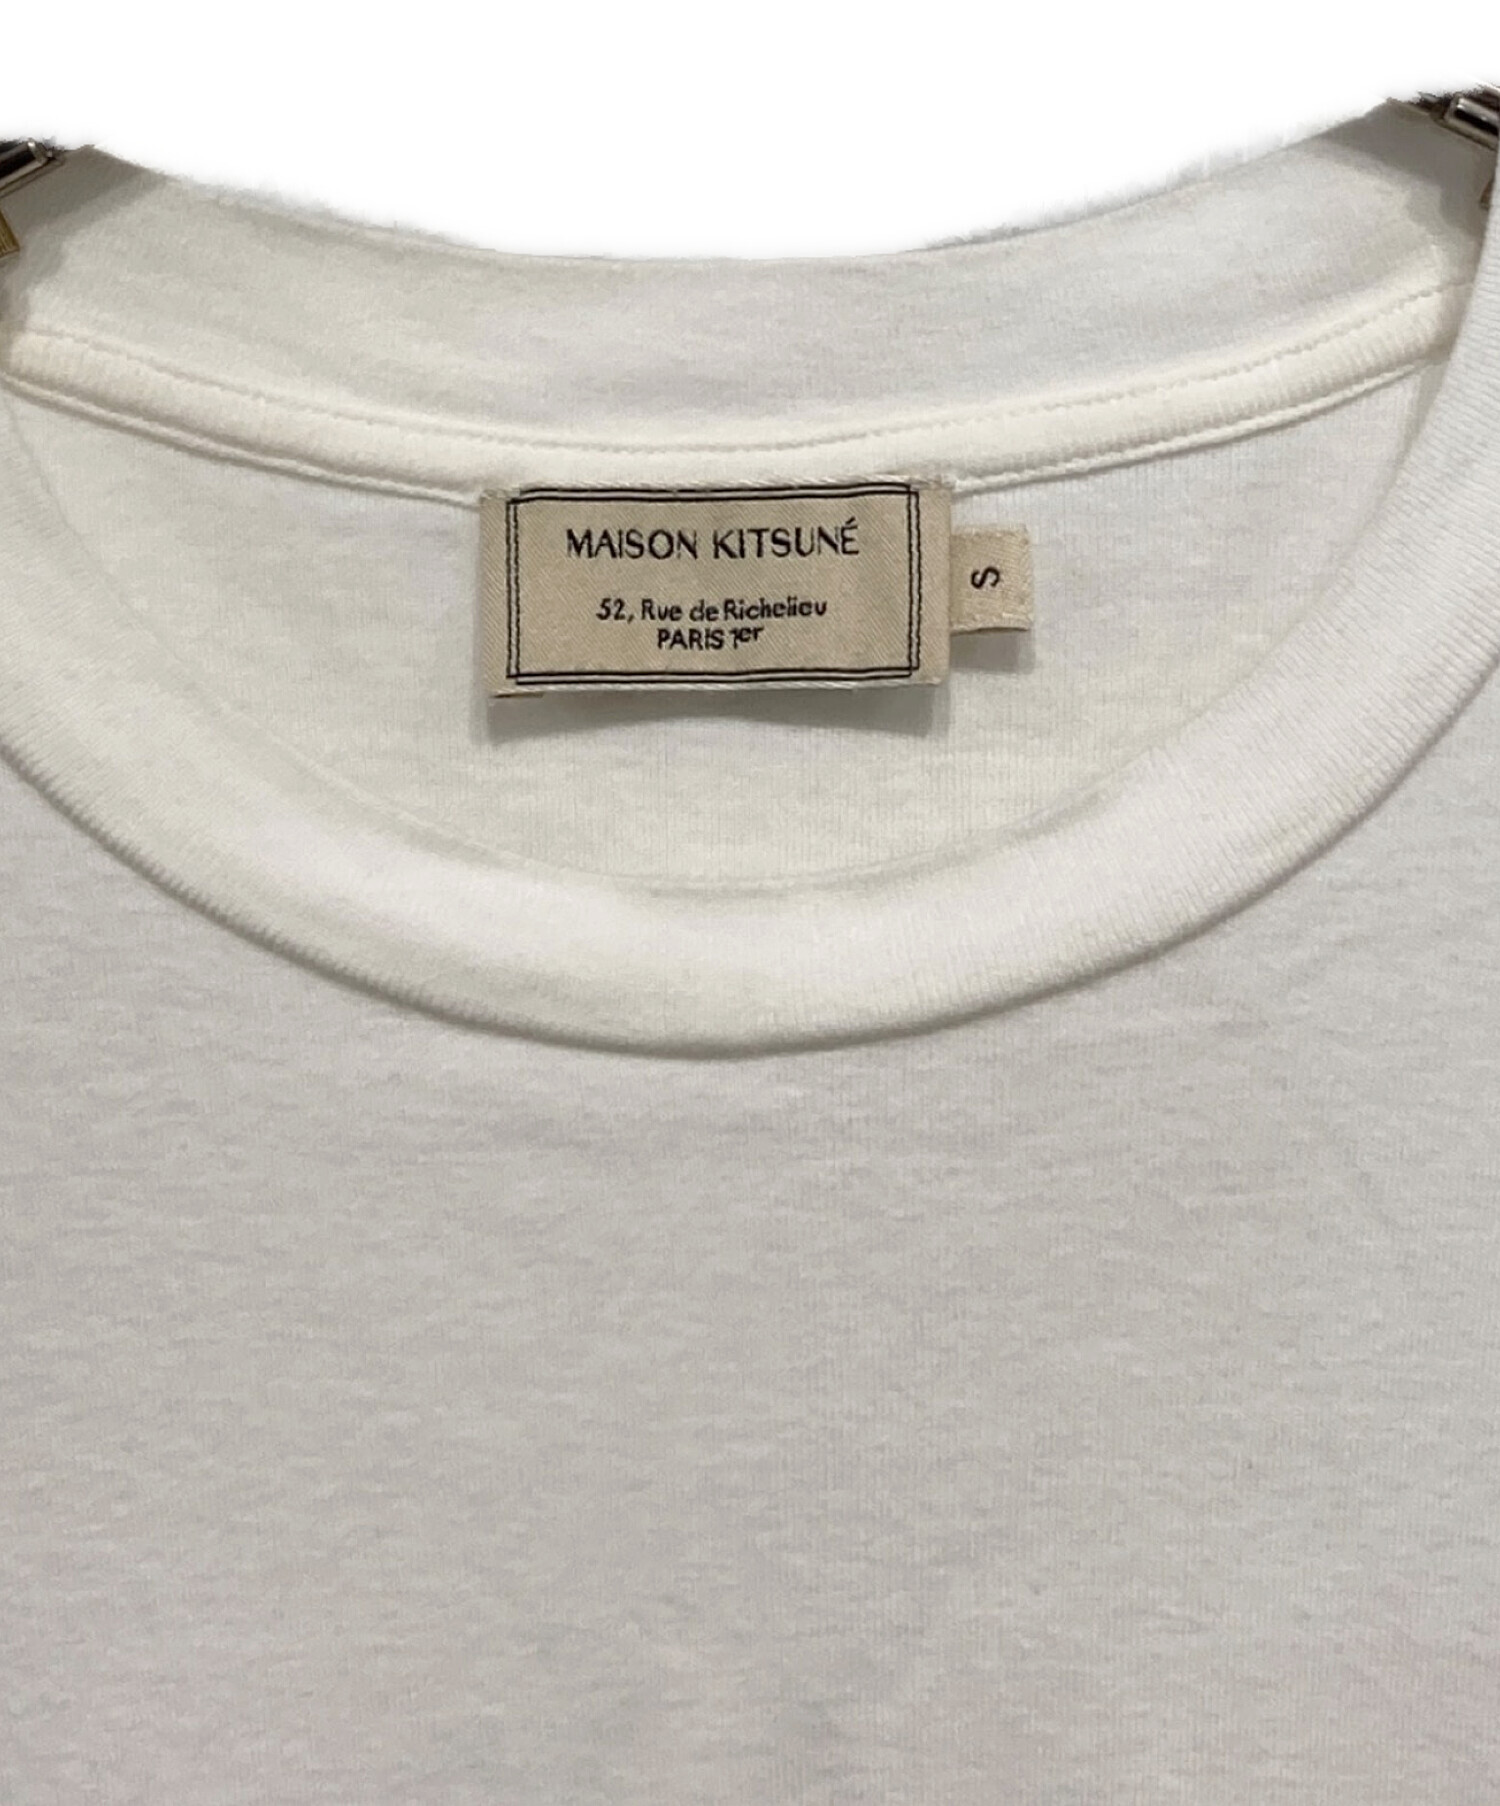 MAISON KITSUNÉ
52, Rue de Richelieu
PARIS 1er
S